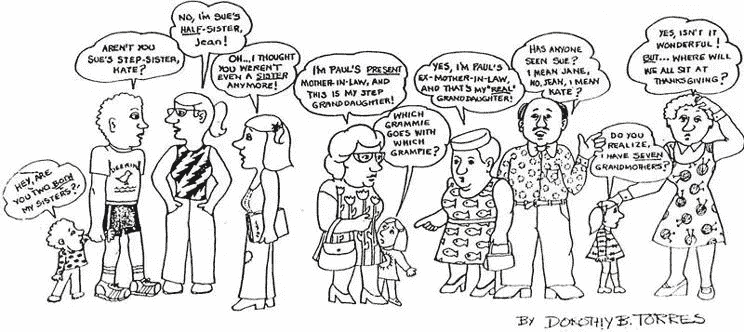 HEY, ARE
YOU TWO BOTH
MY SISTERS?
AREN'T YOU
SUE'S STEP-SISTER,
KATE?
NO, I'M SUE'S
HALF-SISTER,
Jean!
OH... I THOUGHT
YOU WEREN'T
EVEN A SISTER
ANYMORE!
I'M PAUL'S PRESENT
MOTHER-IN-LAW, AND
THIS IS MY STEP
GRANDDAUGHTER!
WHICH
GRAMMIE
GOES WITH
WHICH
GRAMPIE?
YES, I'M PAUL'S
EX-MOTHER-IN-LAW,
AND THAT'S MY "REAL"
GRANDDAUGHTER!
HAS ANYONE
SEEN SUE?
I MEAN JANE,
NO, JEAN, I MEAN
KATE?
DO YOU
REALIZE,
I HAVE SEVEN
GRANDMOTHERS?
YES, ISN'T IT
WONDERFUL!
BUT... WHERE WILL
WE ALL SIT AT
THANKSGIVING?
BY DOROTHY B. TORRES